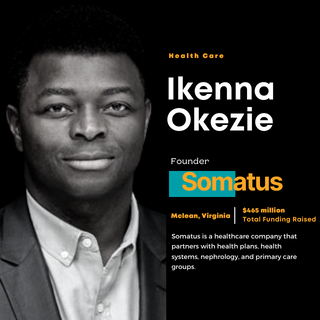 Health Care
Ikenna
Okezie
Founder
Somatus
Mclean, Virginia
$465 million
Total Funding Raised
Somatus is a healthcare company that
partners with health plans, health
systems, nephrology, and primary care
groups.